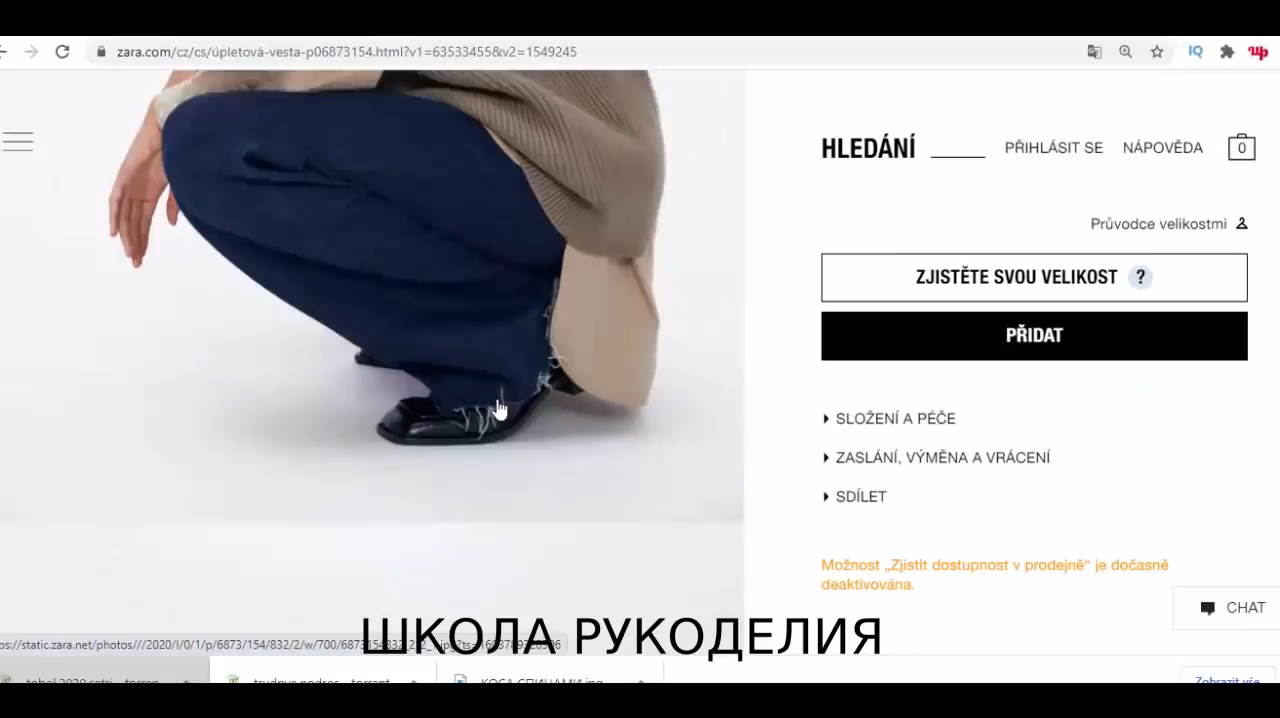 zara.com/cz/cs/úpletová-vesta-p06873154.html?v1=63533455&v2=1549245
IQ
HLEDÁNÍ PŘIHLÁSIT SE NÁPOVĚDA 0
Průvodce velikostmi
ZJISTĚTE SVOU VELIKOST ?
PŘIDAT
SLOŽENÍ A PÉČE
ZASLÁNÍ, VÝMĚNA A VRÁCENÍ
SDÍLET
Možnost „Zjistit dostupnost v prodejně“ je dočasně
deaktivována.
CHAT
ШКОЛА РУКОДЕЛИЯ
Zobrazit vše